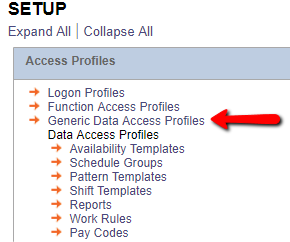 SETUP
Expand All | Collapse All
Access Profiles
Logon Profiles
Function Access Profiles
Generic Data Access Profiles
Data Access Profiles
Availability Templates
Schedule Groups
Pattern Templates
Shift Templates
Reports
Work Rules
Pay Codes